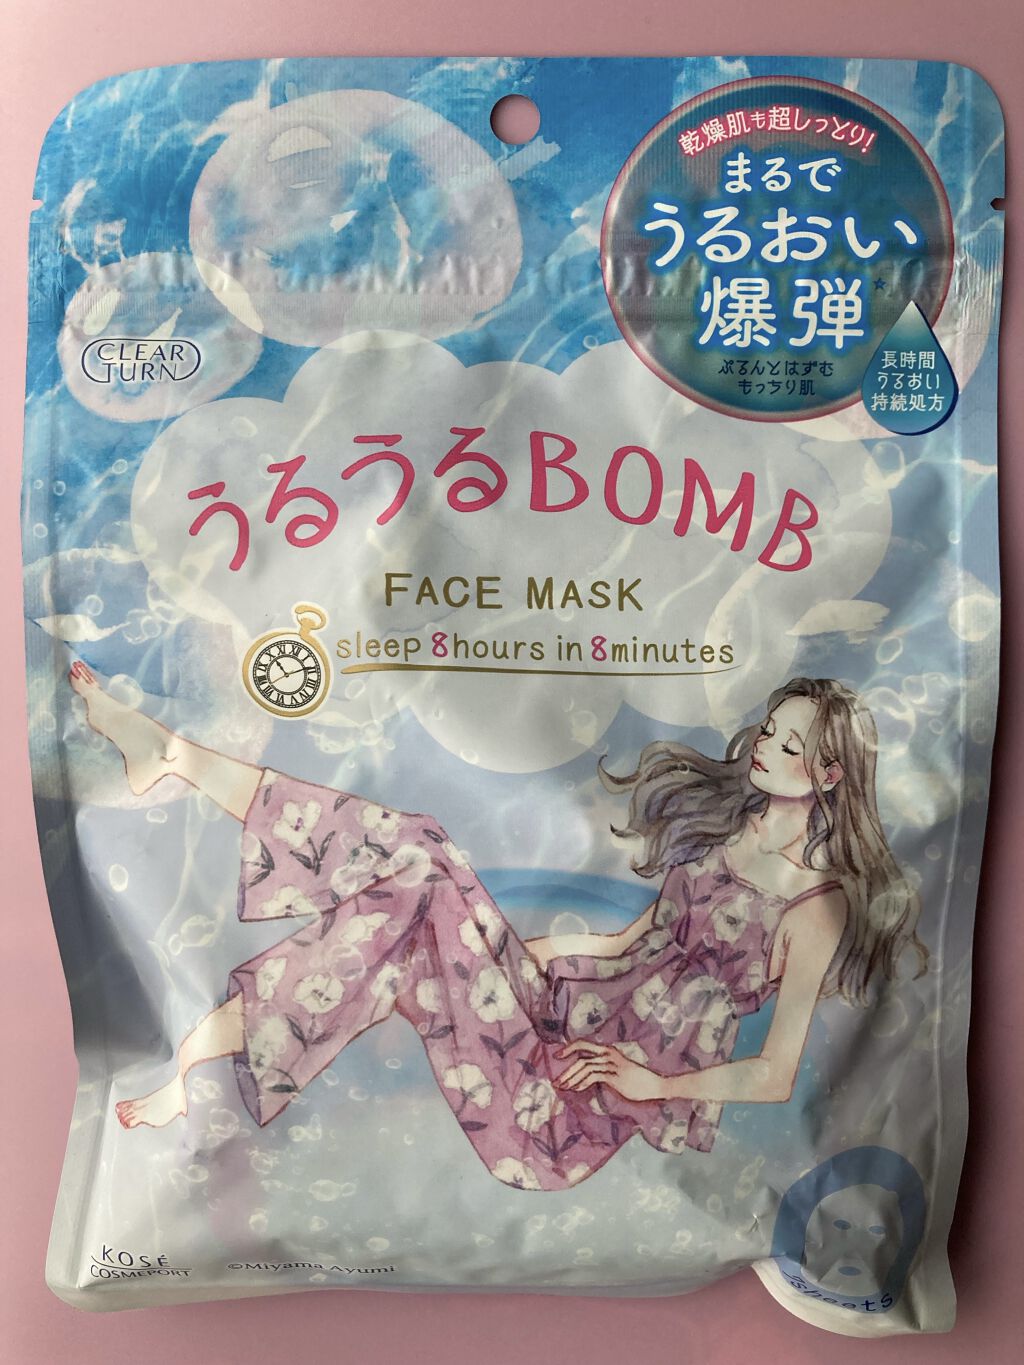 乾燥肌も超しっとり!
まるで
うるおい
爆弾*
ぷるんとはずむ
もっちり肌
長時間
うるおい
持続処方
CLEAR
TURN
うるうるBOMB
FACE MASK
sleep 8hours in 8minutes
KOSÉ
COSMEPORT
©Miyama Ayumi
7sheets